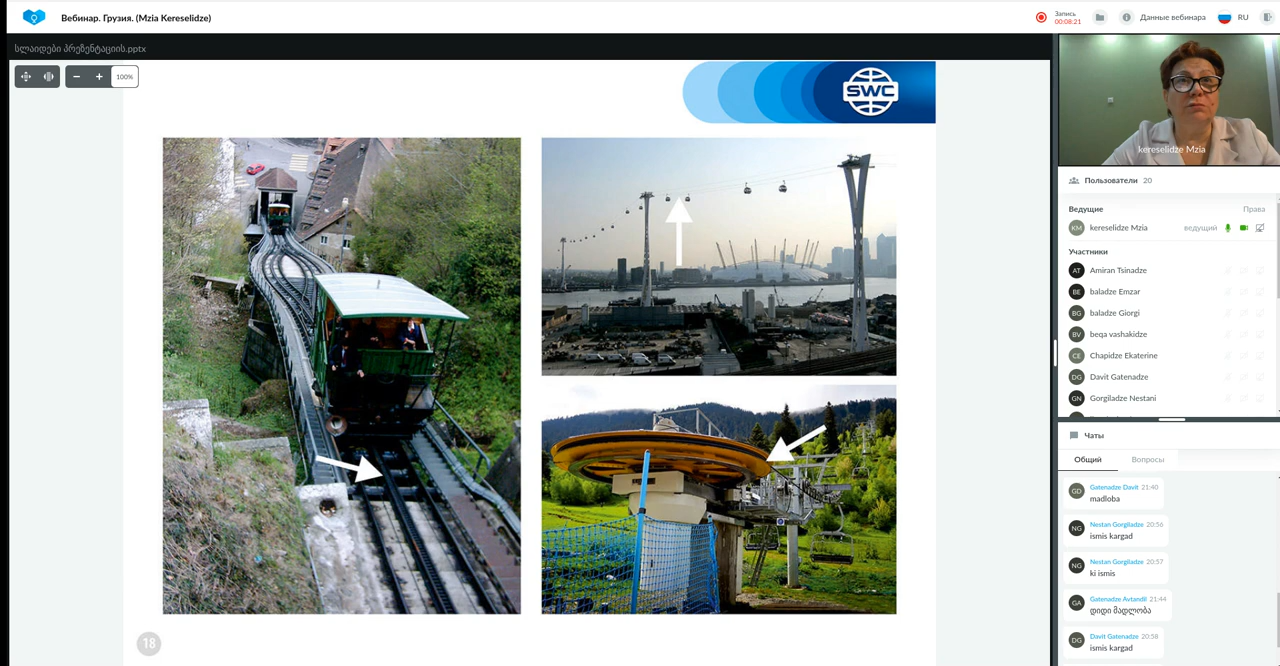 Вебинар. Грузия. (Mzia Kereselidze)
Запись
00:08:21
Данные вебинара
RU
სლაიდები პრეზენტაციის.pptx
100%
SWC
18
kereselidze Mzia
Пользователи 20
Ведущие Права
KM kereselidze Mzia ведущий
Участники
AT Amiran Tsinadze
BE baladze Emzar
BG baladze Giorgi
BV beqa vashakidze
CE Chapidze Ekaterine
DG Davit Gatenadze
GN Gorgiladze Nestani
Чаты
Общий Вопросы
GD Gatenadze Davit 21:40
madloba
NG Nestan Gorgiladze 20:56
ismis kargad
NG Nestan Gorgiladze 20:57
ki ismis
GA Gatenadze Avtandil 21:44
დიდი მადლობა
DG Davit Gatenadze 20:58
ismis kargad